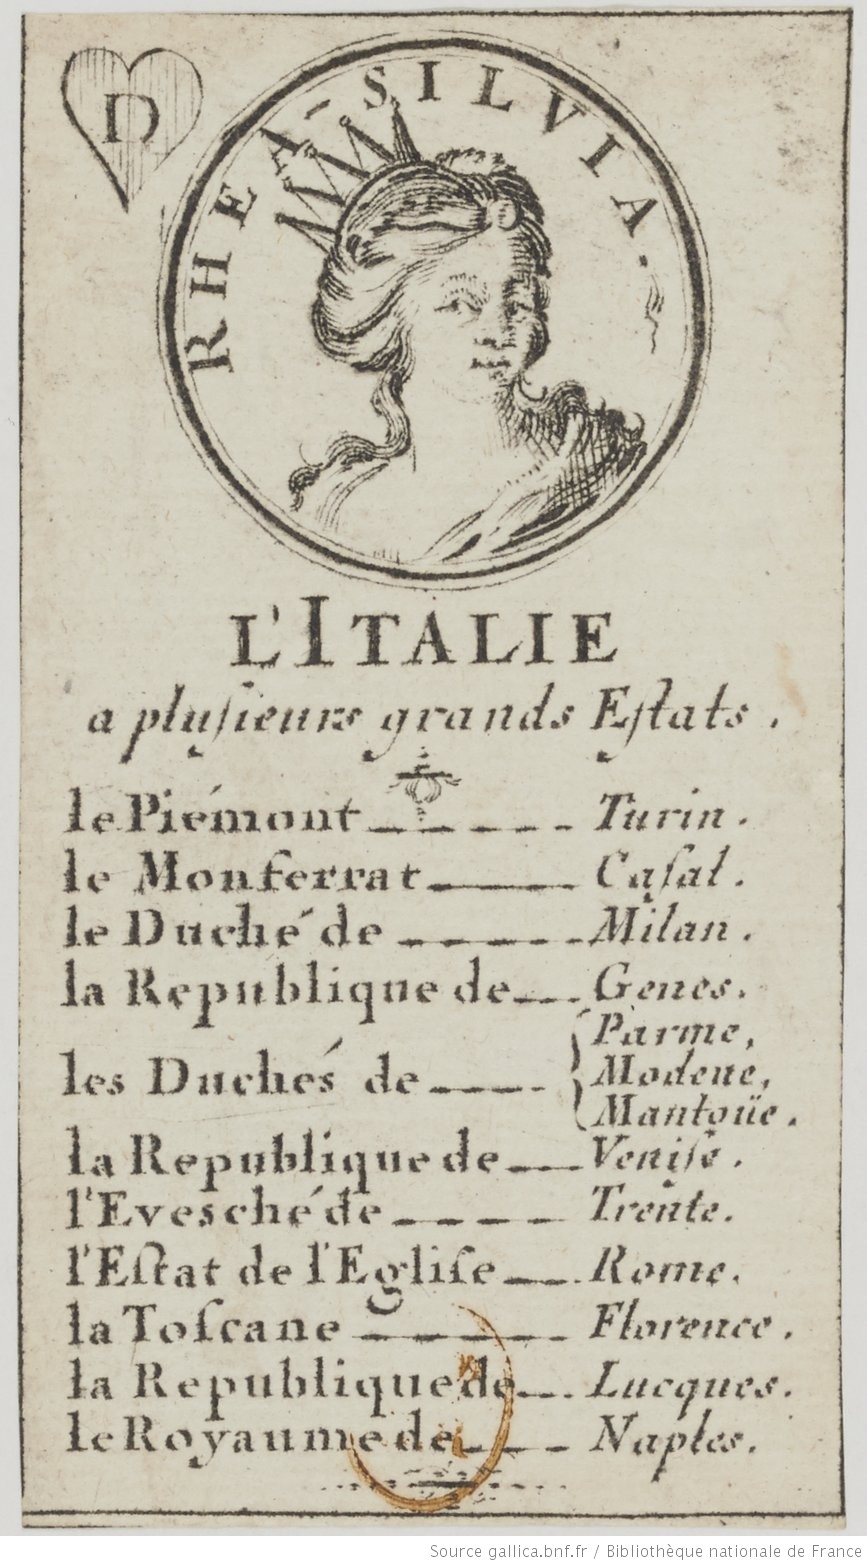 D
RHEA-SILVIA.
L'ITALIE
a pluſieurs grands Eſtats.
le Piémont Turin.
le Monferrat Caſal.
le Duché de Milan.
la Republique de Genes.
les Duchés de { Parme,
Modene,
Mantoüe.
la Republique de Veniſe.
l'Evesché de Trente.
l'Eſtat de l'Egliſe Rome.
la Toſcane Florence.
la Republique de Lucques.
le Royaume de Naples.
Source gallica.bnf.fr / Bibliothèque nationale de France